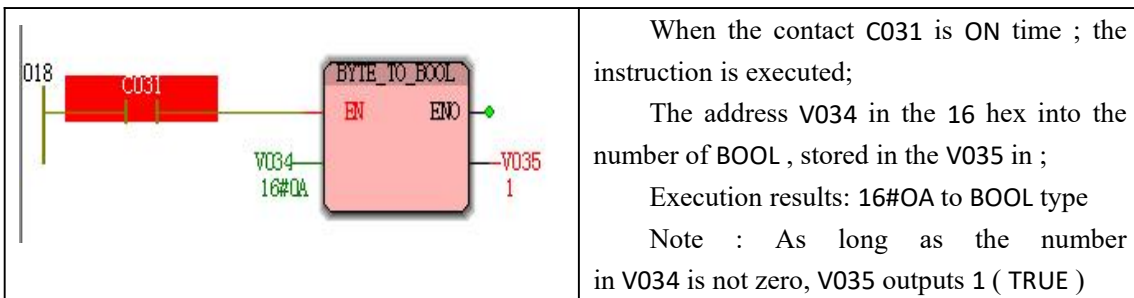 018
C031
BYTE_TO_BOOL
EN ENO
V034 V035
16#0A 1
When the contact C031 is ON time ; the
instruction is executed;
The address V034 in the 16 hex into the
number of BOOL , stored in the V035 in ;
Execution results: 16#OA to BOOL type
Note : As long as the number
in V034 is not zero, V035 outputs 1 ( TRUE )